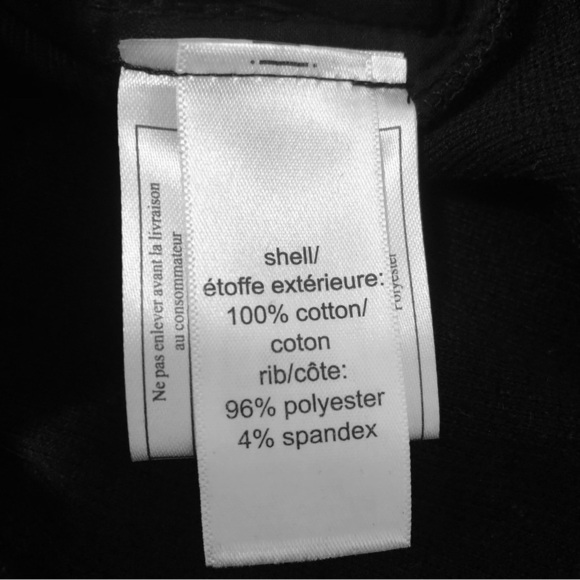 shell/
étoffe extérieure:
100% cotton/
coton
rib/côte:
96% polyester
4% spandex
Ne pas enlever avant la livraison
au consommateur
Polyester